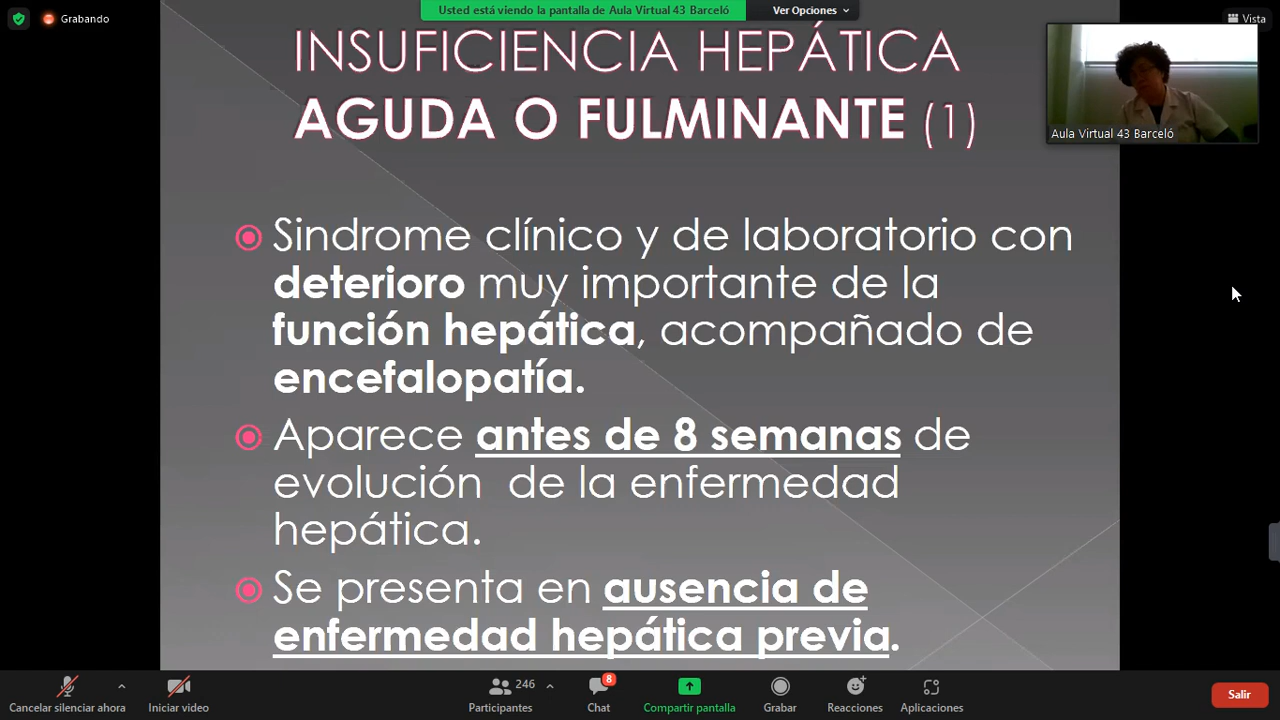 Grabando
Usted está viendo la pantalla de Aula Virtual 43 Barceló
Ver Opciones
Vista
INSUFICIENCIA HEPÁTICA
AGUDA O FULMINANTE (1)
Aula Virtual 43 Barceló
Sindrome clínico y de laboratorio con
deterioro muy importante de la
función hepática, acompañado de
encefalopatía.
Aparece antes de 8 semanas de
evolución de la enfermedad
hepática.
Se presenta en ausencia de
enfermedad hepática previa.
Cancelar silenciar ahora
Iniciar video
246
Participantes
8
Chat
Compartir pantalla
Grabar
Reacciones
Aplicaciones
Salir